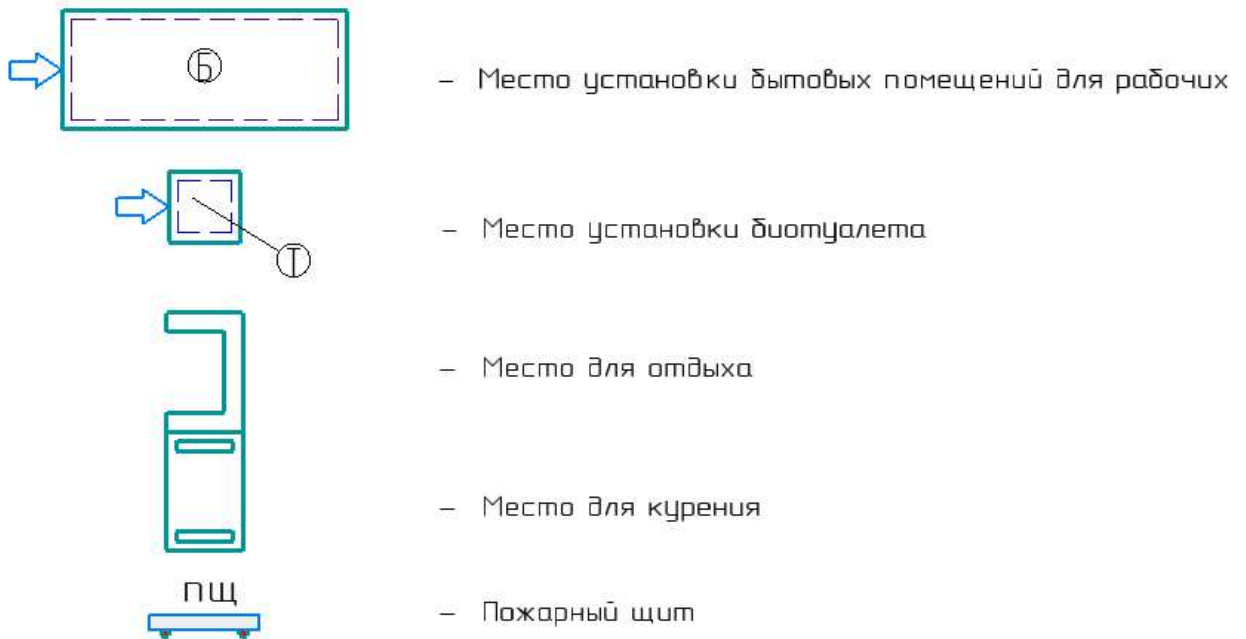 Б
– Место установки бытовых помещений для рабочих
– Место установки биотуалета
Т
– Место для отдыха
– Место для курения
ПЩ
– Пожарный щит